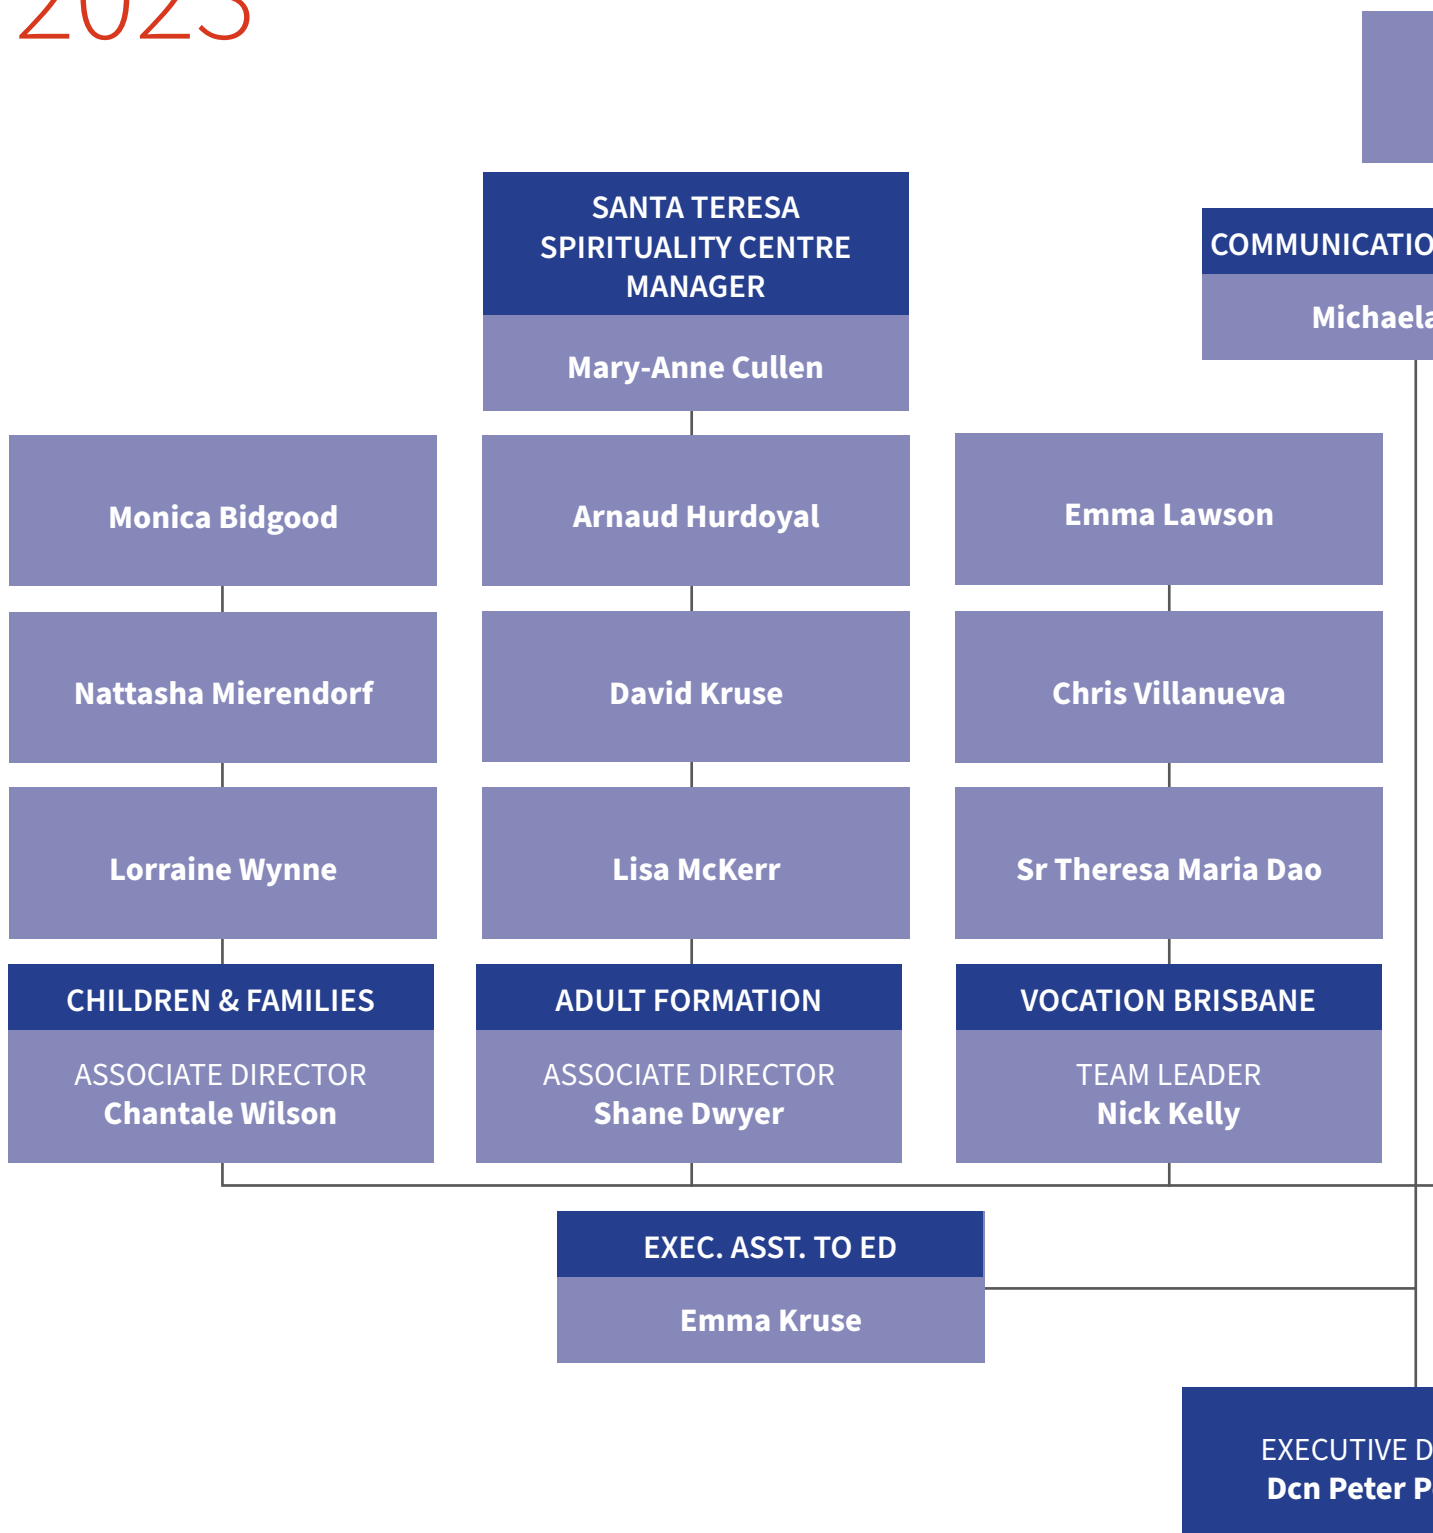 SANTA TERESA
SPIRITUALITY CENTRE
MANAGER
Mary-Anne Cullen
Michaela
Monica Bidgood
Arnaud Hurdoyal
Emma Lawson
Nattasha Mierendorf
David Kruse
Chris Villanueva
Lorraine Wynne
Lisa McKerr
Sr Theresa Maria Dao
CHILDREN & FAMILIES
ASSOCIATE DIRECTOR
Chantale Wilson
ADULT FORMATION
ASSOCIATE DIRECTOR
Shane Dwyer
VOCATION BRISBANE
TEAM LEADER
Nick Kelly
EXEC. ASST. TO ED
Emma Kruse
EXECUTIVE
Dcn Peter